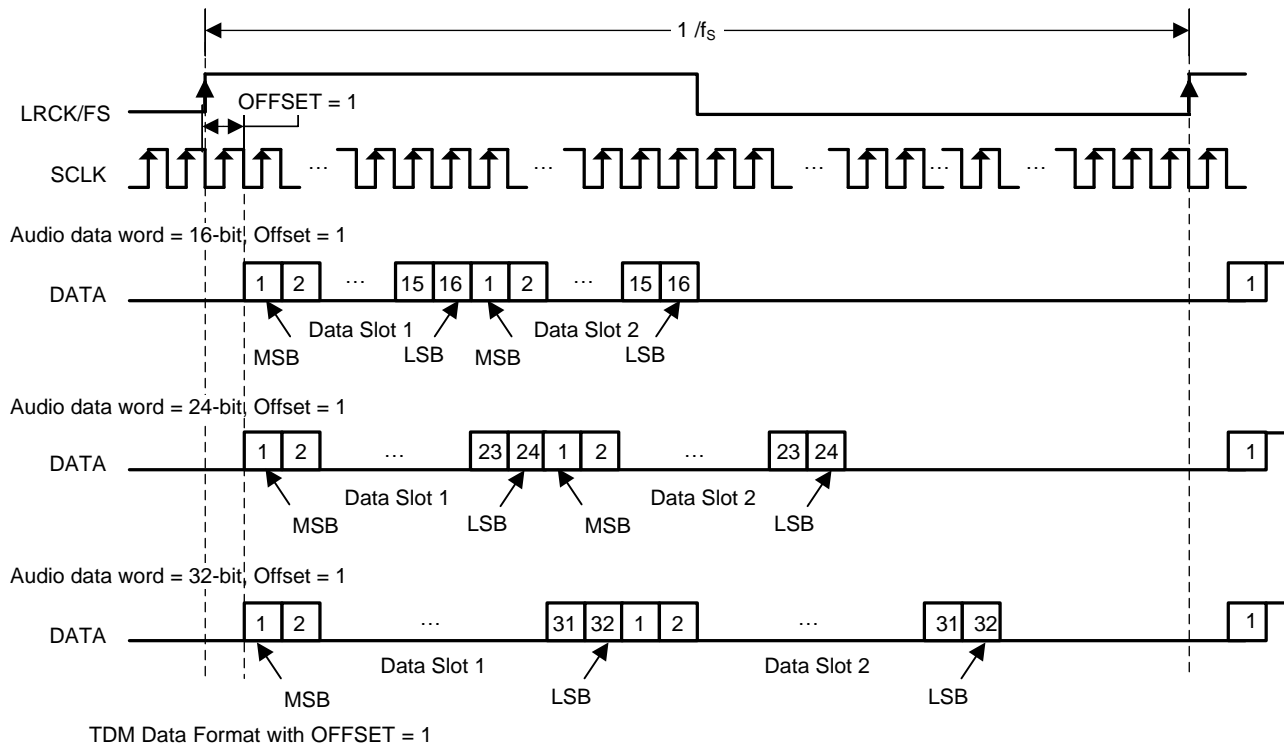 1 /fS
LRCK/FS
OFFSET = 1
SCLK
... ... ... ... ...
Audio data word = 16-bit, Offset = 1
DATA
1 2 ... 15 16 1 2 ... 15 16 1
Data Slot 1 Data Slot 2
MSB LSB MSB LSB
Audio data word = 24-bit, Offset = 1
DATA
1 2 ... 23 24 1 2 ... 23 24 1
Data Slot 1 Data Slot 2
MSB LSB MSB LSB
Audio data word = 32-bit, Offset = 1
DATA
1 2 ... 31 32 1 2 ... 31 32 1
Data Slot 1 Data Slot 2
MSB LSB LSB
TDM Data Format with OFFSET = 1